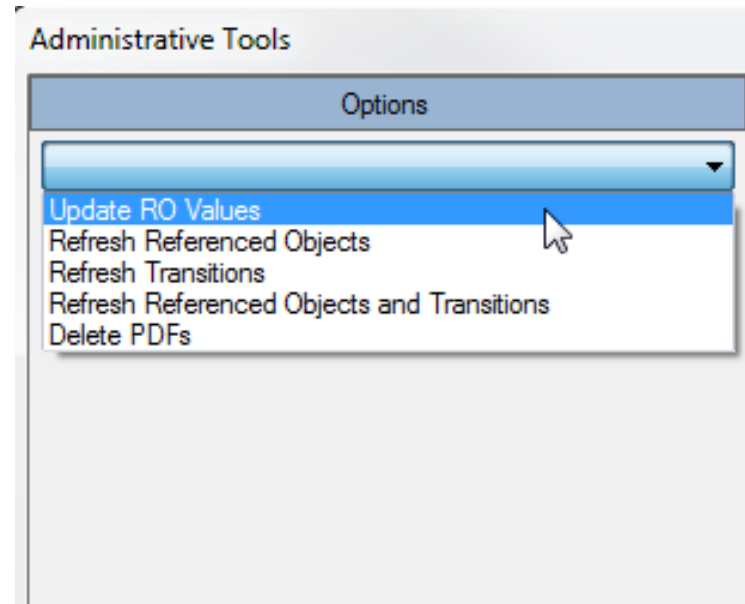 Administrative Tools
Options
Update RO Values
Refresh Referenced Objects
Refresh Transitions
Refresh Referenced Objects and Transitions
Delete PDFs